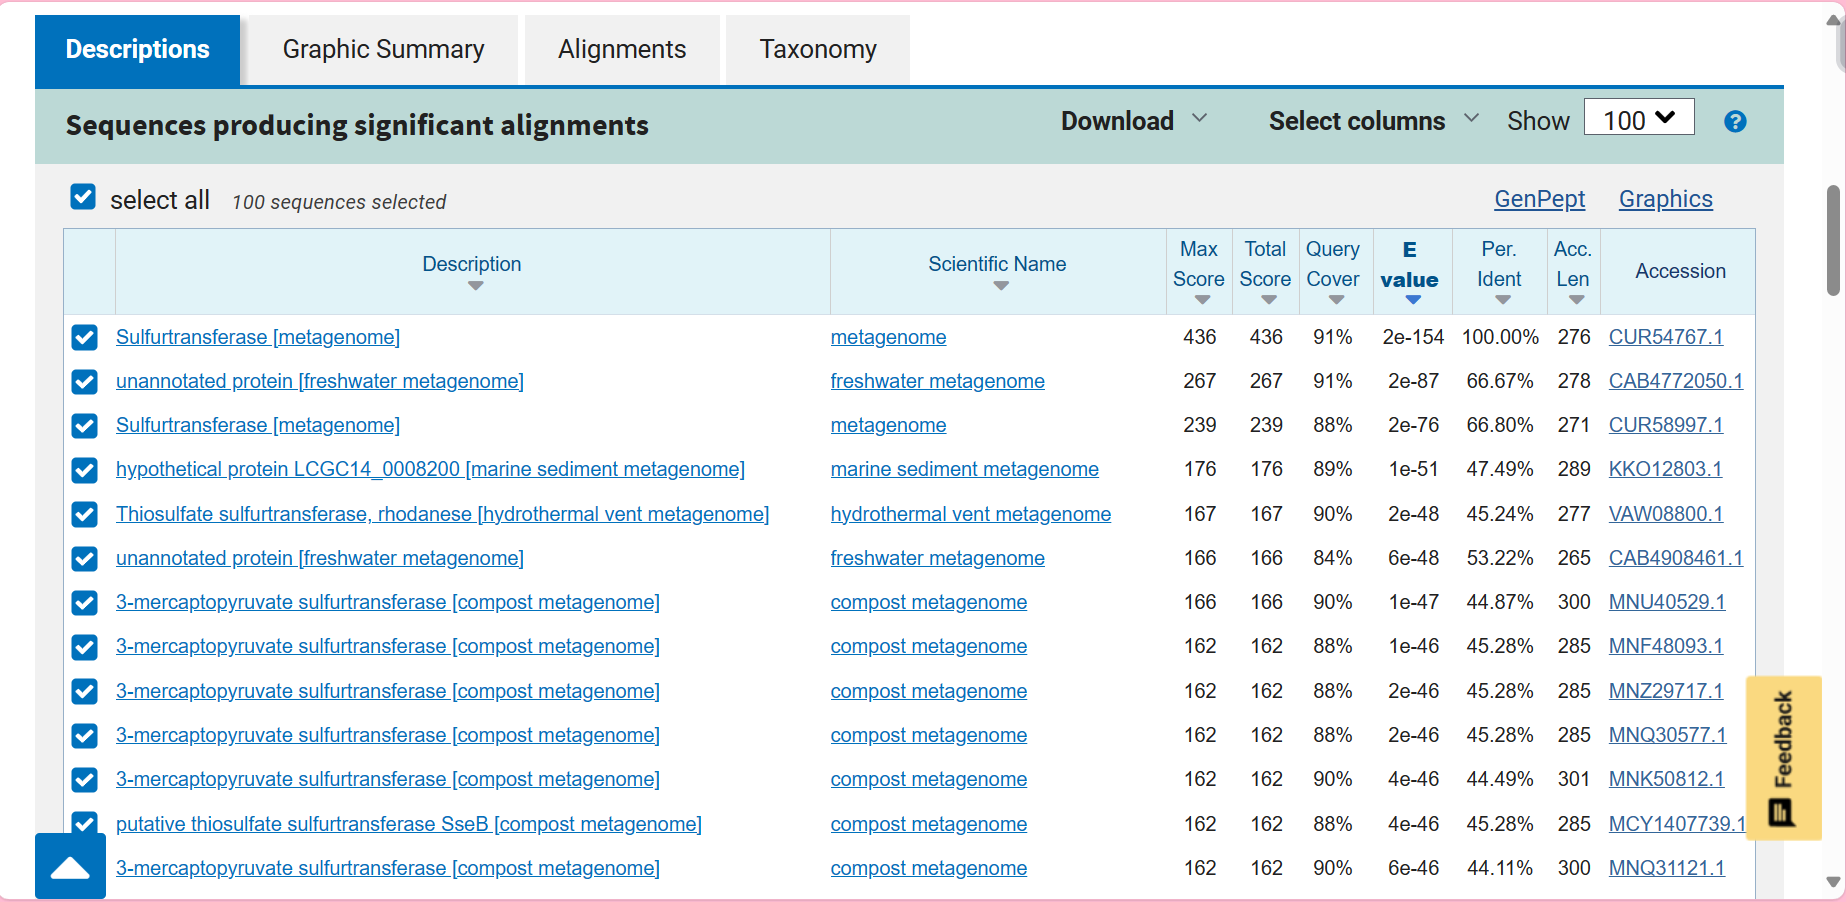 Descriptions Graphic Summary Alignments Taxonomy
Sequences producing significant alignments Download Select columns Show 100 ?
select all 100 sequences selected GenPept Graphics
Description Scientific Name Max Score Total Score Query Cover E value Per. Ident Acc. Len Accession
Sulfurtransferase [metagenome] metagenome 436 436 91% 2e-154 100.00% 276 CUR54767.1
unannotated protein [freshwater metagenome] freshwater metagenome 267 267 91% 2e-87 66.67% 278 CAB4772050.1
Sulfurtransferase [metagenome] metagenome 239 239 88% 2e-76 66.80% 271 CUR58997.1
hypothetical protein LCGC14_0008200 [marine sediment metagenome] marine sediment metagenome 176 176 89% 1e-51 47.49% 289 KKO12803.1
Thiosulfate sulfurtransferase, rhodanese [hydrothermal vent metagenome] hydrothermal vent metagenome 167 167 90% 2e-48 45.24% 277 VAW08800.1
unannotated protein [freshwater metagenome] freshwater metagenome 166 166 84% 6e-48 53.22% 265 CAB4908461.1
3-mercaptopyruvate sulfurtransferase [compost metagenome] compost metagenome 166 166 90% 1e-47 44.87% 300 MNU40529.1
3-mercaptopyruvate sulfurtransferase [compost metagenome] compost metagenome 162 162 88% 1e-46 45.28% 285 MNF48093.1
3-mercaptopyruvate sulfurtransferase [compost metagenome] compost metagenome 162 162 88% 2e-46 45.28% 285 MNZ29717.1
3-mercaptopyruvate sulfurtransferase [compost metagenome] compost metagenome 162 162 88% 2e-46 45.28% 285 MNQ30577.1
3-mercaptopyruvate sulfurtransferase [compost metagenome] compost metagenome 162 162 90% 4e-46 44.49% 301 MNK50812.1
putative thiosulfate sulfurtransferase SseB [compost metagenome] compost metagenome 162 162 88% 4e-46 45.28% 285 MCY1407739.1
3-mercaptopyruvate sulfurtransferase [compost metagenome] compost metagenome 162 162 90% 6e-46 44.11% 300 MNQ31121.1
Feedback